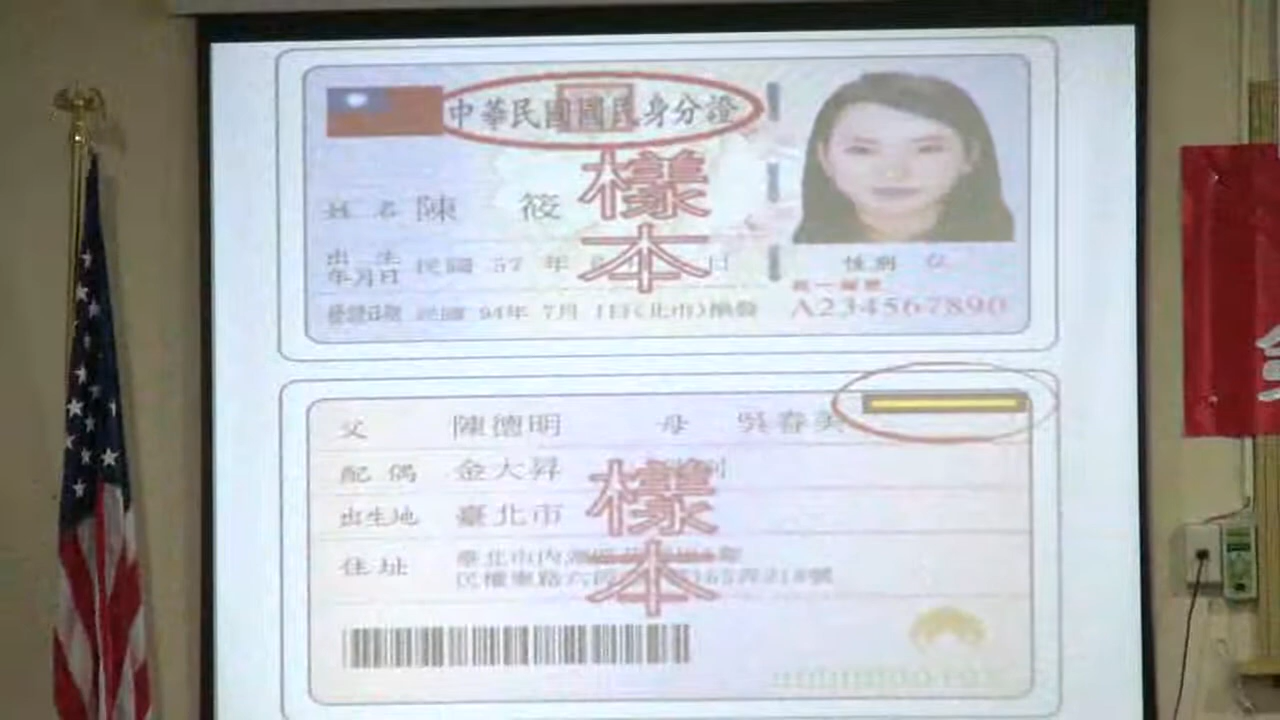 中華民國國民身分證
樣本
姓名 陳 筱
出生年月日 民國 57 年
發證日期 民國 94年 7月 1日(北市)換發
性別 女
統一編號
A234567890
父 陳德明 母 吳春美
配偶 金大昇
樣本
出生地 臺北市
住址 臺北市內湖區
民權東路六段